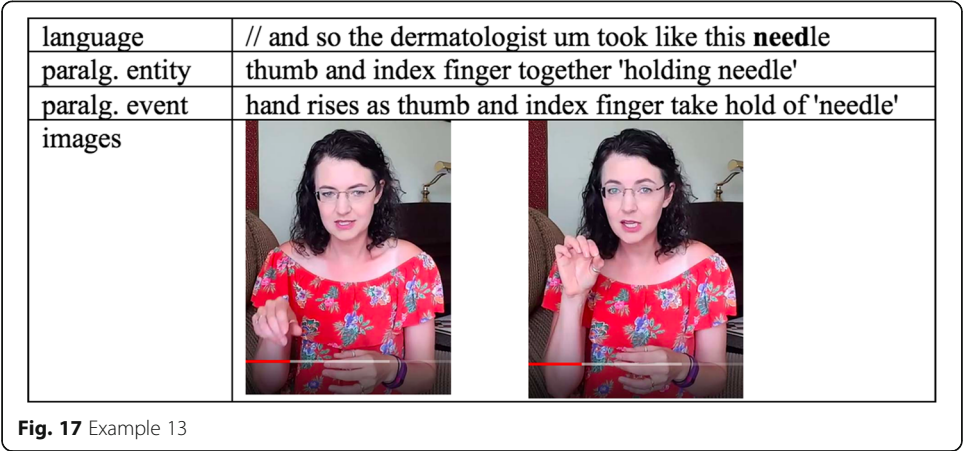 language // and so the dermatologist um took like this needle
paralg. entity thumb and index finger together 'holding needle'
paralg. event hand rises as thumb and index finger take hold of 'needle'
images
Fig. 17 Example 13